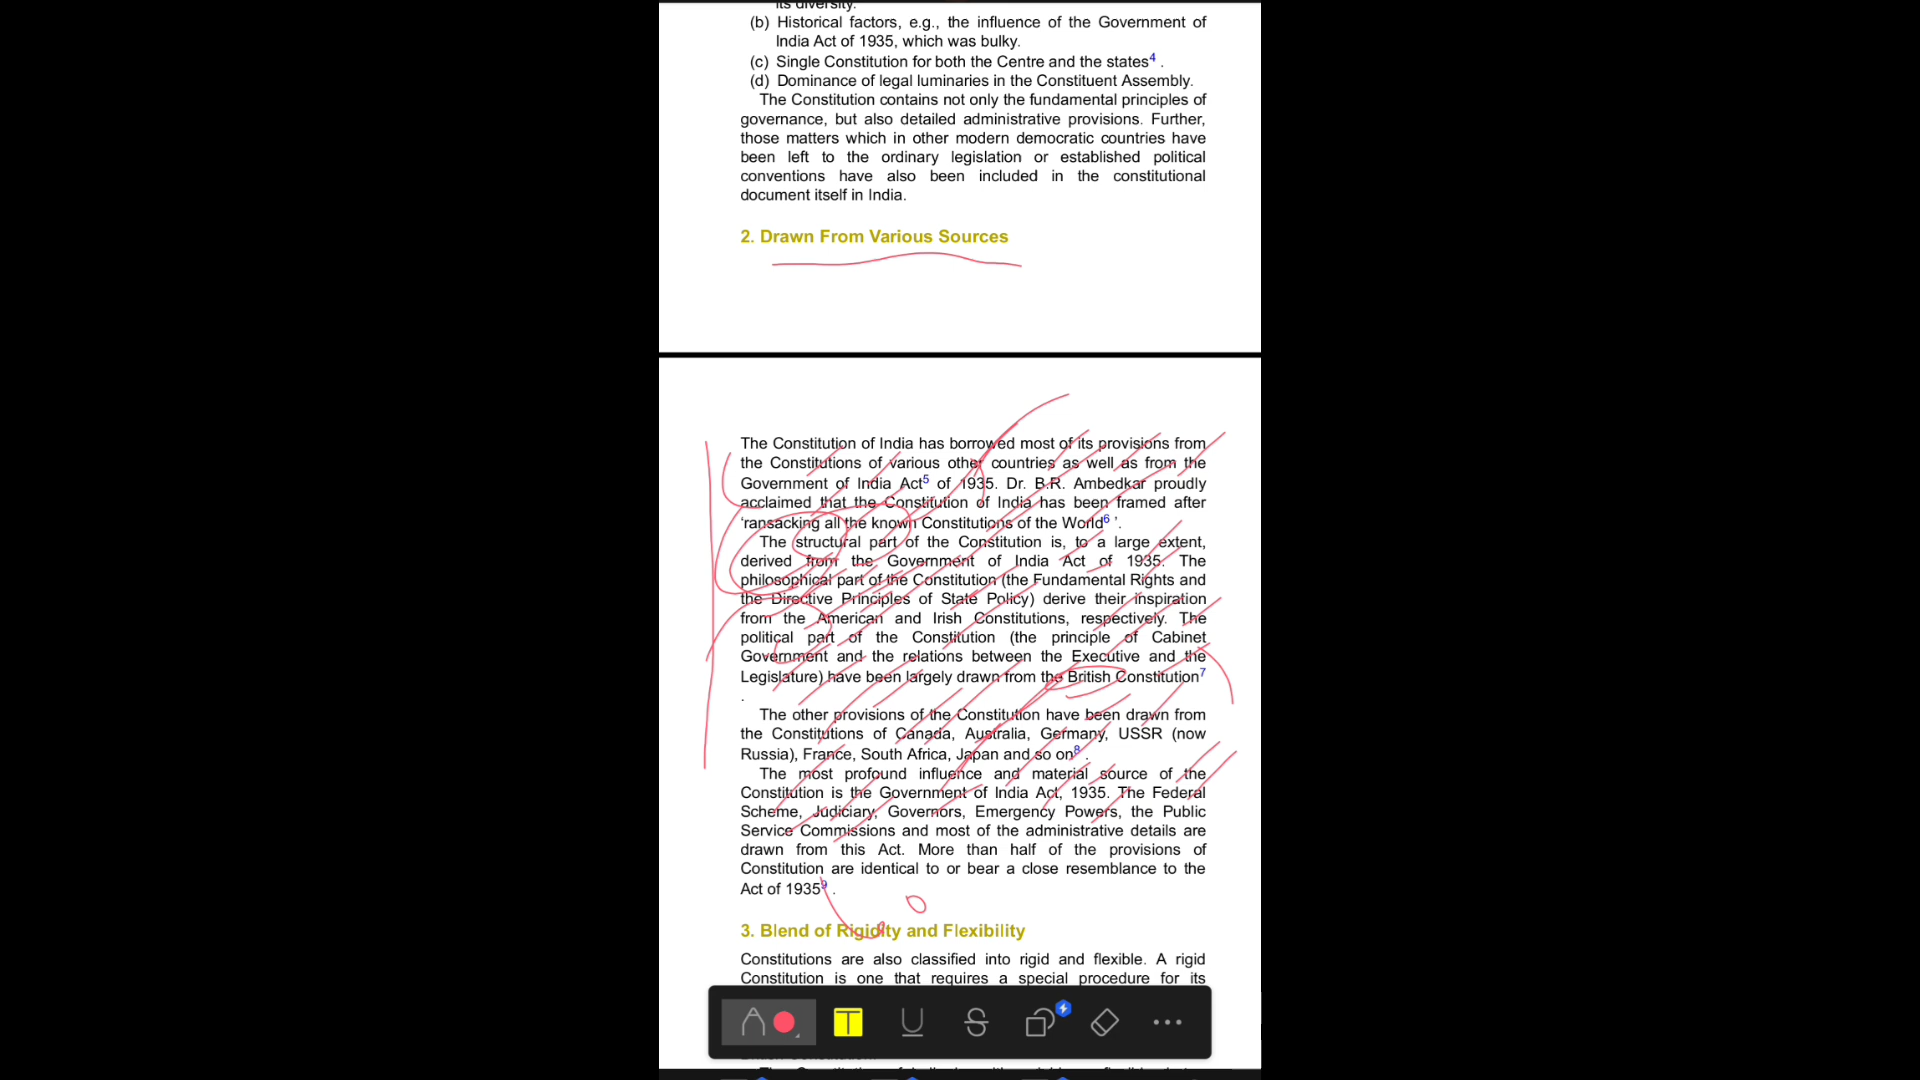 its diversity.
(b) Historical factors, e.g., the influence of the Government of
India Act of 1935, which was bulky.
(c) Single Constitution for both the Centre and the states4 .
(d) Dominance of legal luminaries in the Constituent Assembly.
The Constitution contains not only the fundamental principles of
governance, but also detailed administrative provisions. Further,
those matters which in other modern democratic countries have
been left to the ordinary legislation or established political
conventions have also been included in the constitutional
document itself in India.
2. Drawn From Various Sources
The Constitution of India has borrowed most of its provisions from
the Constitutions of various other countries as well as from the
Government of India Act5 of 1935. Dr. B.R. Ambedkar proudly
acclaimed that the Constitution of India has been framed after
'ransacking all the known Constitutions of the World6 '.
The structural part of the Constitution is, to a large extent,
derived from the Government of India Act of 1935. The
philosophical part of the Constitution (the Fundamental Rights and
the Directive Principles of State Policy) derive their inspiration
from the American and Irish Constitutions, respectively. The
political part of the Constitution (the principle of Cabinet
Government and the relations between the Executive and the
Legislature) have been largely drawn from the British Constitution7
.
The other provisions of the Constitution have been drawn from
the Constitutions of Canada, Australia, Germany, USSR (now
Russia), France, South Africa, Japan and so on8 .
The most profound influence and material source of the
Constitution is the Government of India Act, 1935. The Federal
Scheme, Judiciary, Governors, Emergency Powers, the Public
Service Commissions and most of the administrative details are
drawn from this Act. More than half of the provisions of
Constitution are identical to or bear a close resemblance to the
Act of 19359 .
3. Blend of Rigidity and Flexibility
Constitutions are also classified into rigid and flexible. A rigid
Constitution is one that requires a special procedure for its